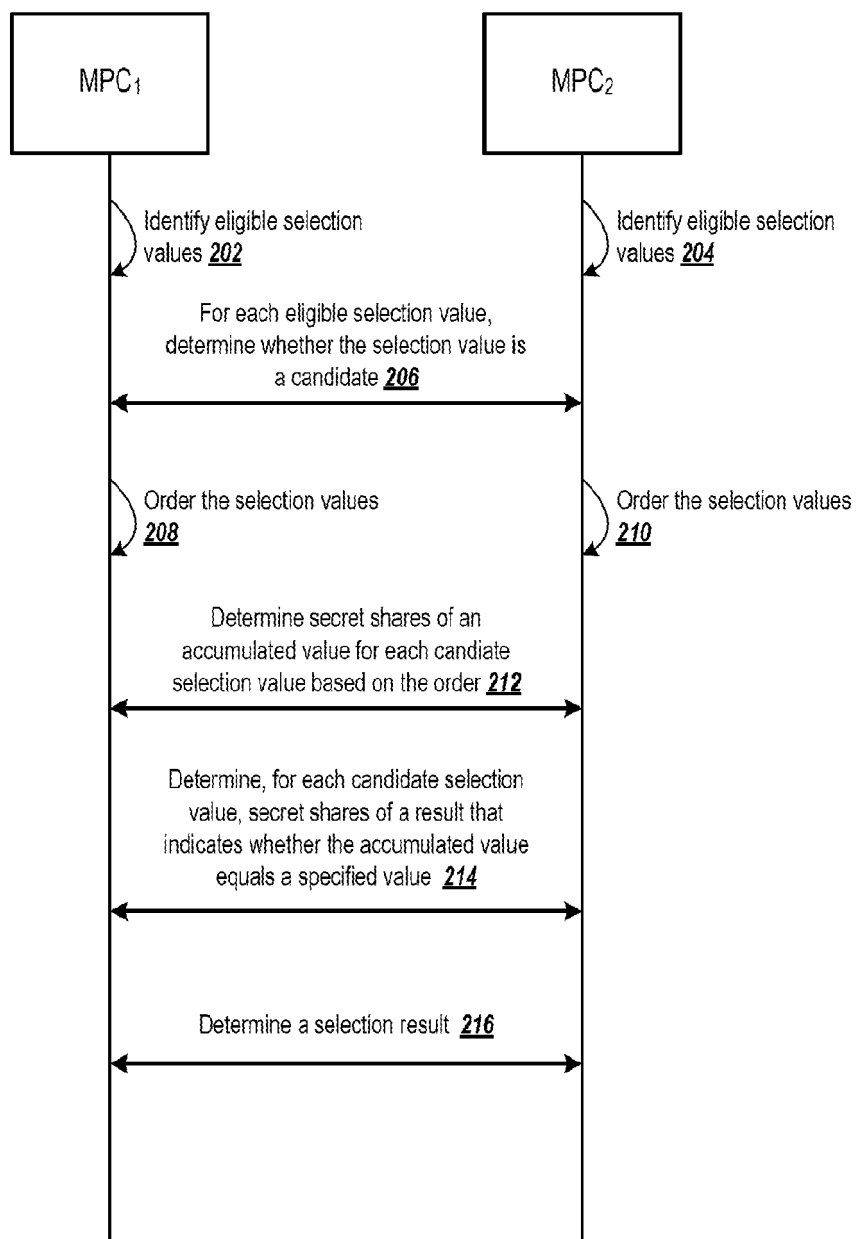 MPC₁
MPC₂
Identify eligible selection
values 202
Identify eligible selection
values 204
For each eligible selection value,
determine whether the selection value is
a candidate 206
Order the selection values
208
Order the selection values
210
Determine secret shares of an
accumulated value for each candiate
selection value based on the order 212
Determine, for each candidate selection
value, secret shares of a result that
indicates whether the accumulated value
equals a specified value 214
Determine a selection result 216